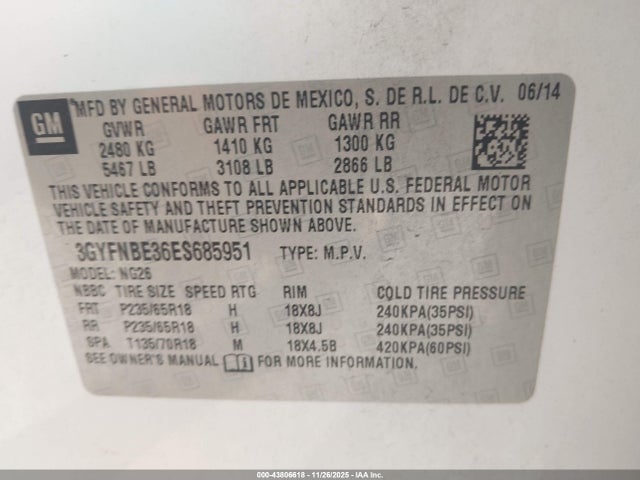 GM
MFD BY GENERAL MOTORS DE MEXICO, S. DE R.L. DE C.V. 06/14
GVWR GAWR FRT GAWR RR
2480 KG 1410 KG 1300 KG
5467 LB 3108 LB 2866 LB
THIS VEHICLE CONFORMS TO ALL APPLICABLE U.S. FEDERAL MOTOR
VEHICLE SAFETY AND THEFT PREVENTION STANDARDS IN EFFECT ON
THE DATE OF MANUFACTURE SHOWN ABOVE.
3GYFNBE36ES685951 TYPE: M.P.V.
MODEL: NG26
NBBC TIRE SIZE SPEED RTG RIM COLD TIRE PRESSURE
FRT P235/65R18 H 18X8J 240KPA(35PSI)
RR P235/65R18 H 18X8J 240KPA(35PSI)
SPA T135/70R18 M 18X4.5B 420KPA(60PSI)
SEE OWNER'S MANUAL FOR MORE INFORMATION.
000-43806618 - 11/26/2025 - IAAI, Inc.